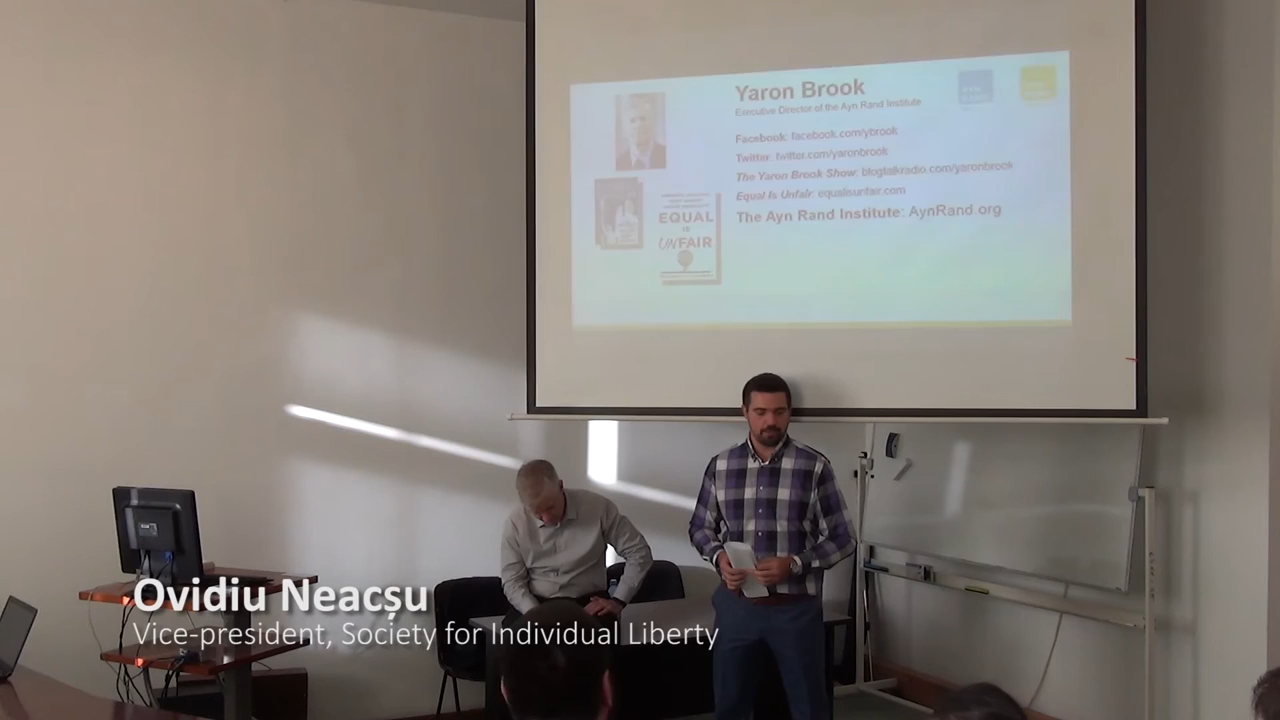 Yaron Brook
Executive Director of the Ayn Rand Institute
Facebook: facebook.com/ybrook
Twitter: twitter.com/yaronbrook
The Yaron Brook Show: blogtalkradio.com/yaronbrook
Equal Is Unfair: equalisunfair.com
The Ayn Rand Institute: AynRand.org
EQUAL
IS
UNFAIR
Ovidiu Neacșu
Vice-president, Society for Individual Liberty